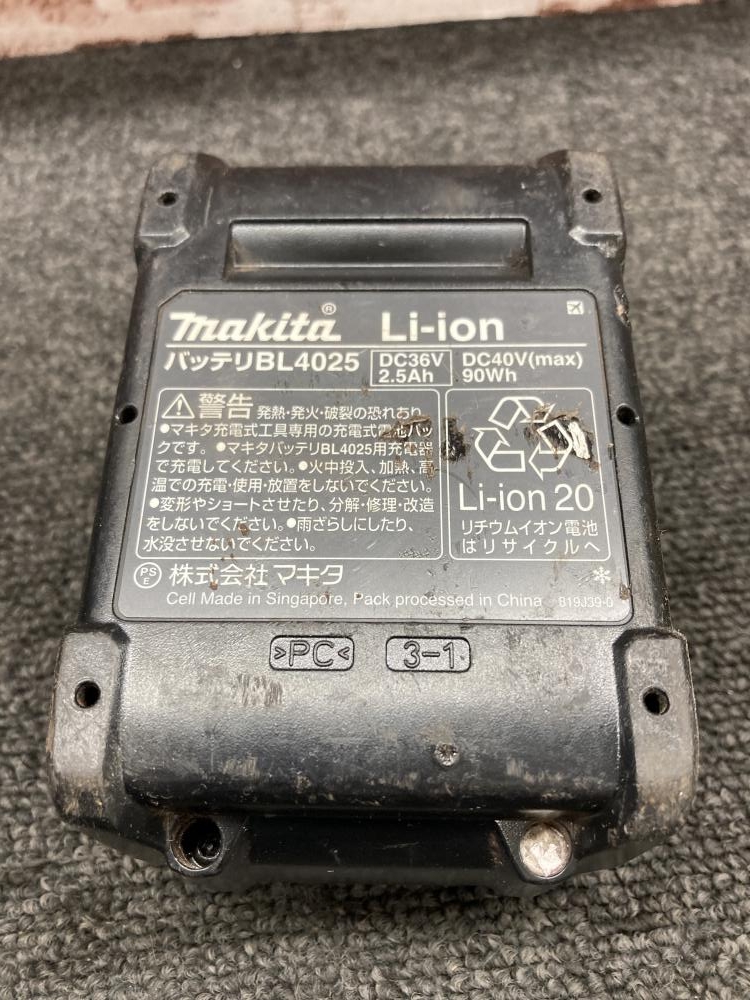 makita® Li-ion
バッテリBL4025 DC36V 2.5Ah DC40V(max) 90Wh
⚠警告 発熱・発火・破裂の恐れあり
●マキタ充電式工具専用の充電式電池パッ
クです。●マキタバッテリBL4025用充電器
で充電してください。●火中投入、加熱、高
温での充電・使用・放置をしないでください。
●変形やショートさせたり、分解・修理・改造
をしないでください。●雨ざらしにしたり、
水没させないでください。
Li-ion 20
リチウムイオン電池
はリサイクルへ
PSE 株式会社 マキタ
Cell Made in Singapore, Pack processed in China B19J39-0
>PC< 3-1